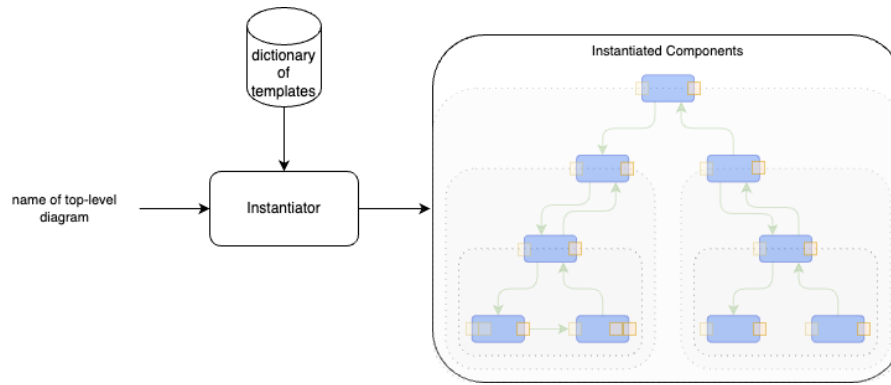 dictionary
of
templates
name of top-level
diagram
Instantiator
Instantiated Components